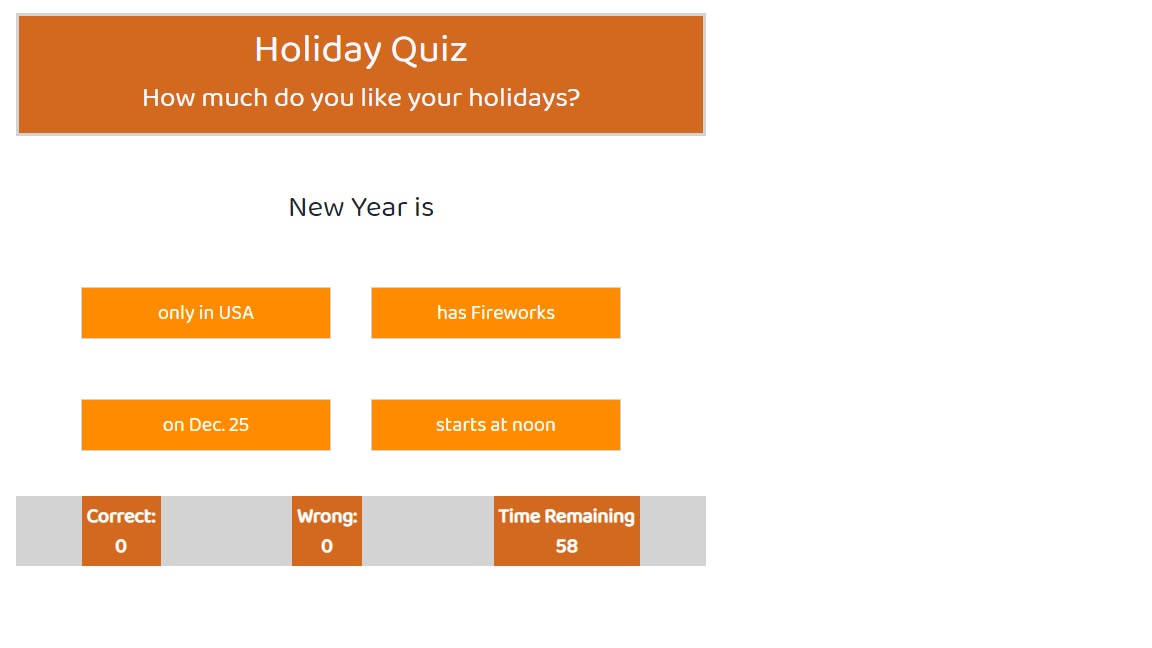 Holiday Quiz
How much do you like your holidays?
New Year is
only in USA
has Fireworks
on Dec. 25
starts at noon
Correct:
0
Wrong:
0
Time Remaining
58